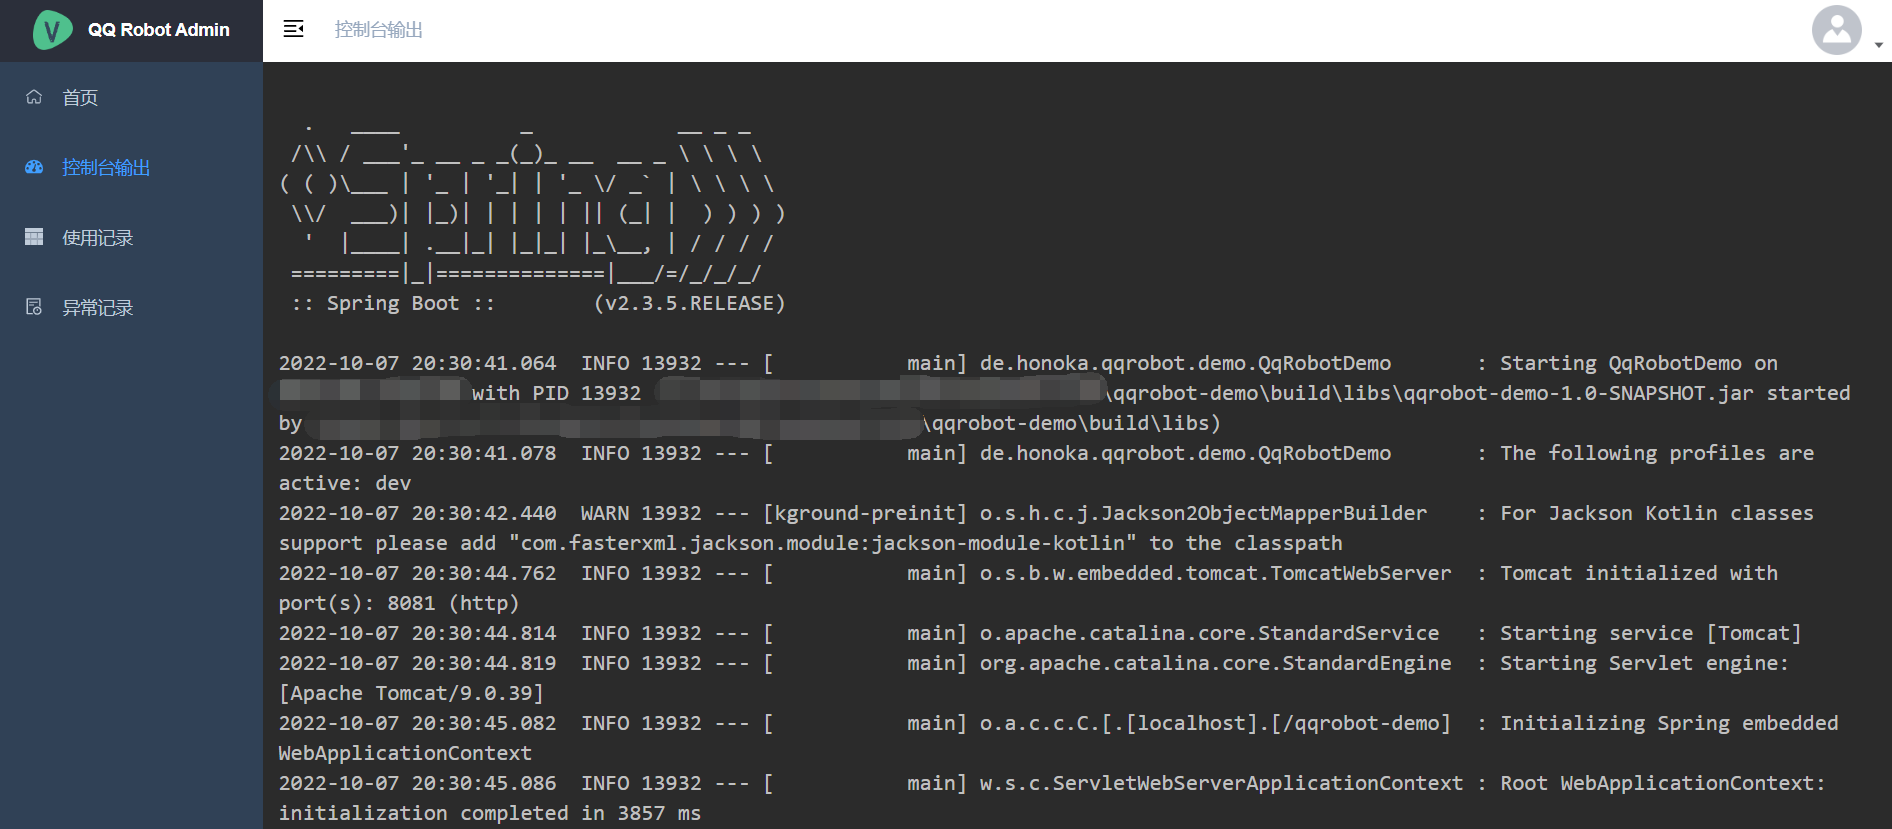 QQ Robot Admin
控制台输出
首页
控制台输出
使用记录
异常记录
  .   ____          _            __ _ _
 /\\ / ___'_ __ _ _(_)_ __  __ _ \ \ \ \
( ( )\___ | '_ | '_| | '_ \/ _` | \ \ \ \
 \\/  ___)| |_)| | | | | || (_| |  ) ) ) )
  '  |____| .__|_| |_|_| |_\__, | / / / /
 =========|_|==============|___/=/_/_/_/
 :: Spring Boot ::        (v2.3.5.RELEASE)
2022-10-07 20:30:41.064  INFO 13932 --- [           main] de.honoka.qqrobot.demo.QqRobotDemo       : Starting QqRobotDemo on
with PID 13932 \qqrobot-demo\build\libs\qqrobot-demo-1.0-SNAPSHOT.jar started
by \qqrobot-demo\build\libs)
2022-10-07 20:30:41.078  INFO 13932 --- [           main] de.honoka.qqrobot.demo.QqRobotDemo       : The following profiles are
active: dev
2022-10-07 20:30:42.440  WARN 13932 --- [kground-preinit] o.s.h.c.j.Jackson2ObjectMapperBuilder    : For Jackson Kotlin classes
support please add "com.fasterxml.jackson.module:jackson-module-kotlin" to the classpath
2022-10-07 20:30:44.762  INFO 13932 --- [           main] o.s.b.w.embedded.tomcat.TomcatWebServer  : Tomcat initialized with
port(s): 8081 (http)
2022-10-07 20:30:44.814  INFO 13932 --- [           main] o.apache.catalina.core.StandardService   : Starting service [Tomcat]
2022-10-07 20:30:44.819  INFO 13932 --- [           main] org.apache.catalina.core.StandardEngine  : Starting Servlet engine:
[Apache Tomcat/9.0.39]
2022-10-07 20:30:45.082  INFO 13932 --- [           main] o.a.c.c.C.[.[localhost].[/qqrobot-demo]  : Initializing Spring embedded
WebApplicationContext
2022-10-07 20:30:45.086  INFO 13932 --- [           main] w.s.c.ServletWebServerApplicationContext : Root WebApplicationContext:
initialization completed in 3857 ms